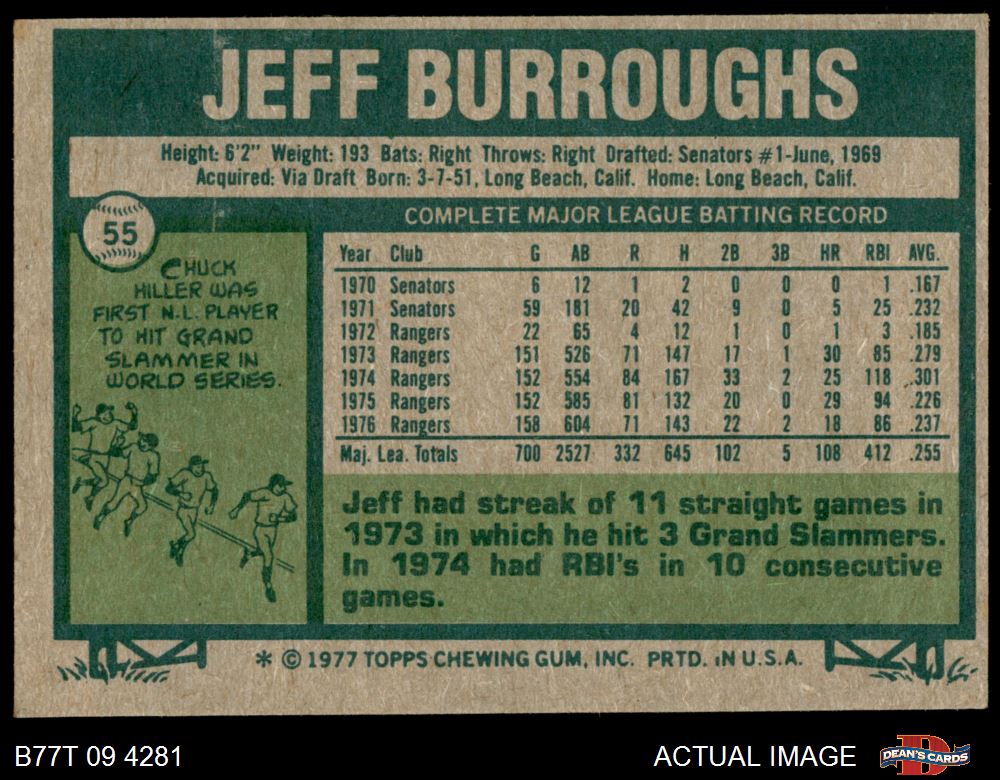 JEFF BURROUGHS
Height: 6'2" Weight: 193 Bats: Right Throws: Right Drafted: Senators #1-June, 1969
Acquired: Via Draft Born: 3-7-51, Long Beach, Calif. Home: Long Beach, Calif.
55
CHUCK
HILLER WAS
FIRST N.L. PLAYER
TO HIT GRAND
SLAMMER IN
WORLD SERIES.
COMPLETE MAJOR LEAGUE BATTING RECORD
Year Club G AB R H 2B 3B HR RBI AVG.
1970 Senators 6 12 1 2 0 0 0 1 .167
1971 Senators 59 181 20 42 9 0 5 25 .232
1972 Rangers 22 65 4 12 1 0 1 3 .185
1973 Rangers 151 526 71 147 17 1 30 85 .279
1974 Rangers 152 554 84 167 33 2 25 118 .301
1975 Rangers 152 585 81 132 20 0 29 94 .226
1976 Rangers 158 604 71 143 22 2 18 86 .237
Maj. Lea. Totals 700 2527 332 645 102 5 108 412 .255
Jeff had streak of 11 straight games in
1973 in which he hit 3 Grand Slammers.
In 1974 had RBI's in 10 consecutive
games.
* © 1977 TOPPS CHEWING GUM, INC. PRTD. IN U.S.A.
B77T 09 4281
ACTUAL IMAGE
DEAN'S CARDS